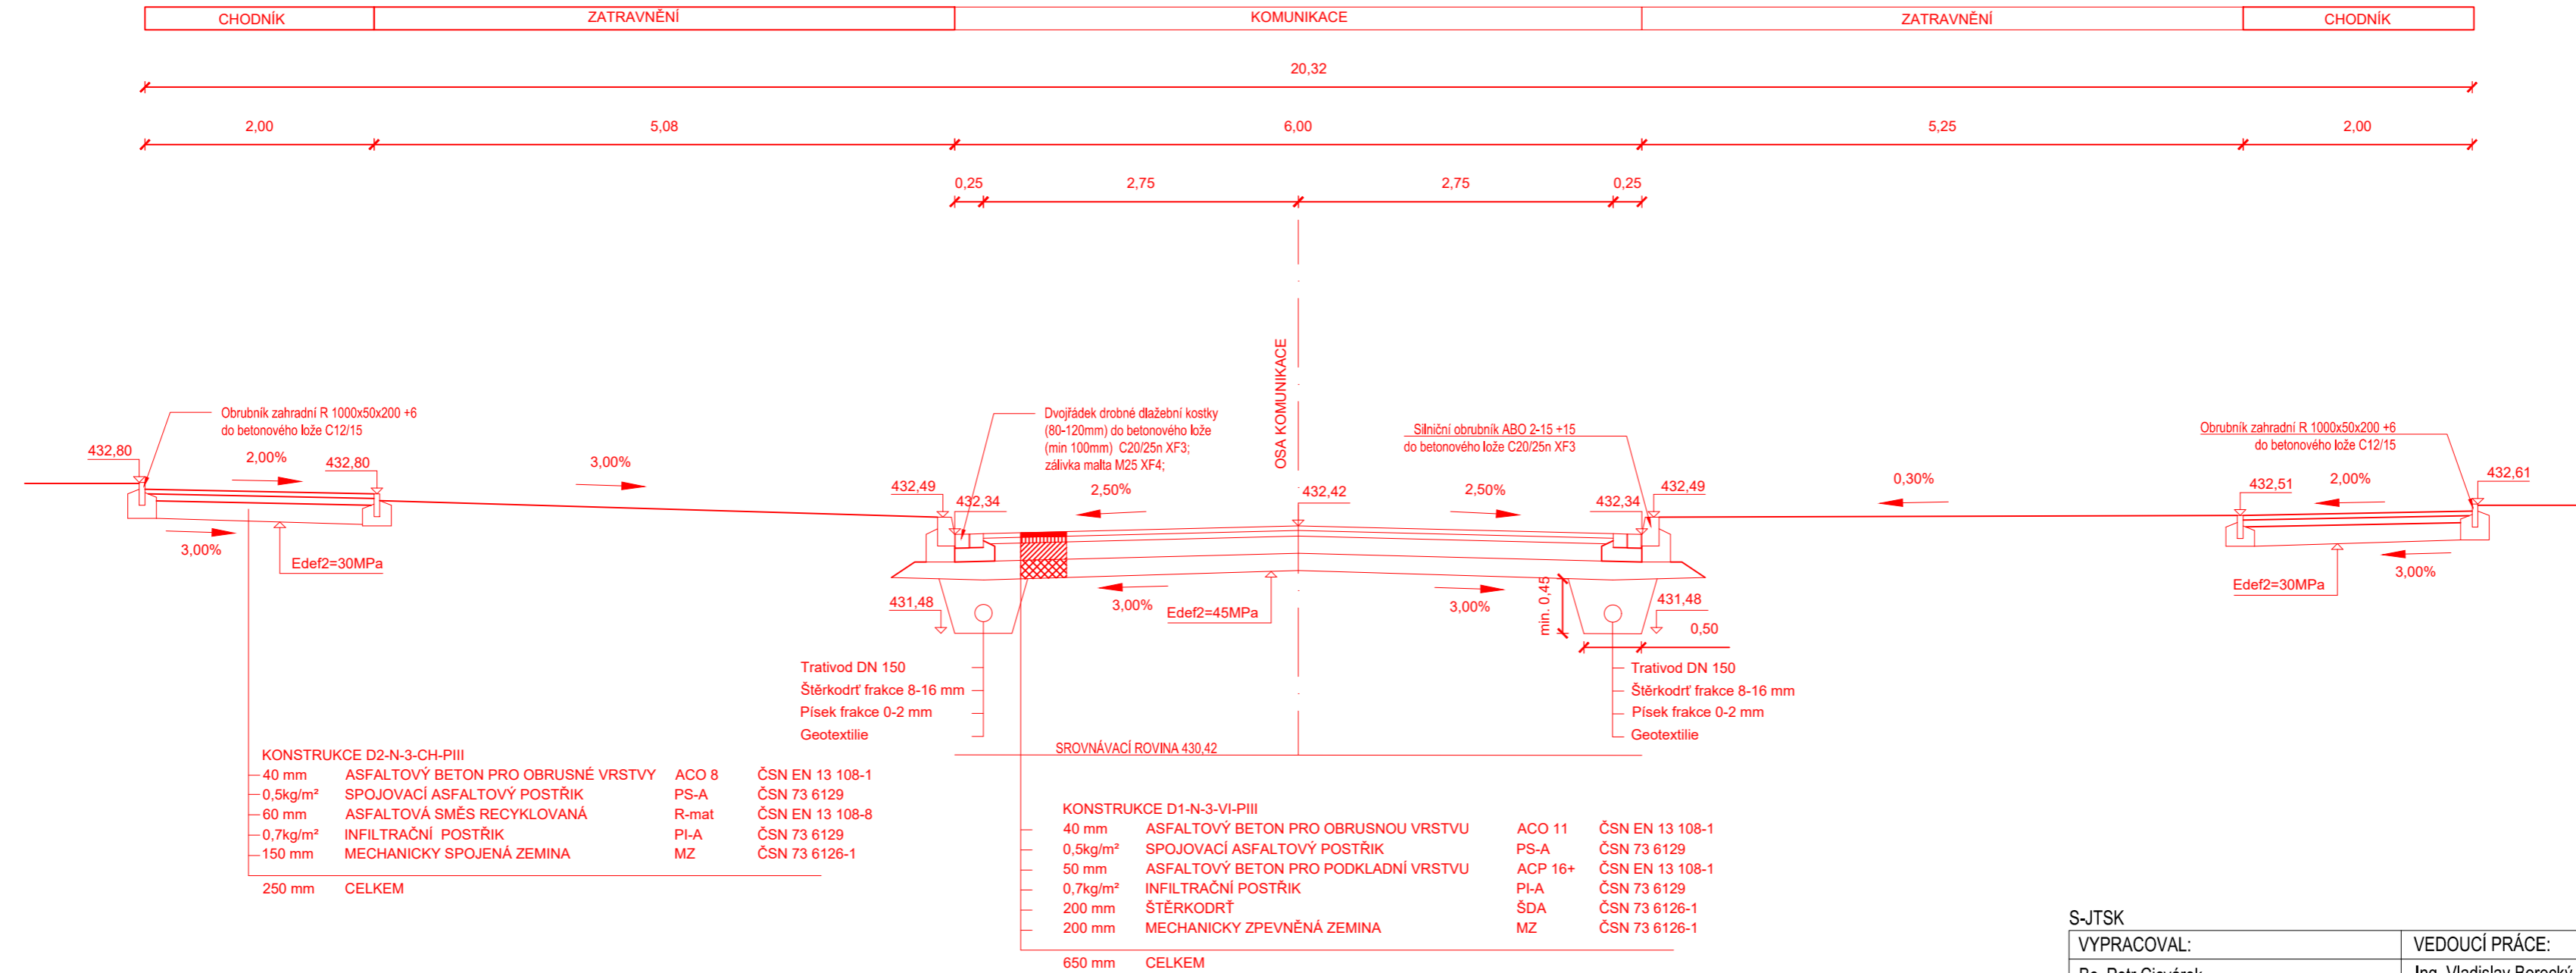 CHODNÍK ZATRAVNĚNÍ KOMUNIKACE ZATRAVNĚNÍ CHODNÍK
20,32
2,00 5,08 6,00 5,25 2,00
0,25 2,75 2,75 0,25
OSA KOMUNIKACE
Obrubník zahradní R 1000x50x200 +6
do betonového lože C12/15
432,80
2,00%
432,80
3,00%
3,00%
Edef2=30MPa
Dvojřádek drobné dlažební kostky
(80-120mm) do betonového lože
(min 100mm) C20/25n XF3;
zálivka malta M25 XF4;
Silniční obrubník ABO 2-15 +15
do betonového lože C20/25n XF3
432,49
432,34
2,50%
432,42
2,50%
432,34
432,49
0,30%
Obrubník zahradní R 1000x50x200 +6
do betonového lože C12/15
432,51
2,00%
432,61
3,00%
Edef2=30MPa
431,48
3,00%
Edef2=45MPa
3,00%
min. 0,45
431,48
0,50
Trativod DN 150
Štěrkodrť frakce 8-16 mm
Písek frakce 0-2 mm
Geotextilie
Trativod DN 150
Štěrkodrť frakce 8-16 mm
Písek frakce 0-2 mm
Geotextilie
SROVNÁVACÍ ROVINA 430,42
KONSTRUKCE D2-N-3-CH-PIII
40 mm ASFALTOVÝ BETON PRO OBRUSNÉ VRSTVY ACO 8 ČSN EN 13 108-1
0,5kg/m² SPOJOVACÍ ASFALTOVÝ POSTŘIK PS-A ČSN 73 6129
60 mm ASFALTOVÁ SMĚS RECYKLOVANÁ R-mat ČSN EN 13 108-8
0,7kg/m² INFILTRAČNÍ POSTŘIK PI-A ČSN 73 6129
150 mm MECHANICKY SPOJENÁ ZEMINA MZ ČSN 73 6126-1
250 mm CELKEM
KONSTRUKCE D1-N-3-VI-PIII
40 mm ASFALTOVÝ BETON PRO OBRUSNOU VRSTVU ACO 11 ČSN EN 13 108-1
0,5kg/m² SPOJOVACÍ ASFALTOVÝ POSTŘIK PS-A ČSN 73 6129
50 mm ASFALTOVÝ BETON PRO PODKLADNÍ VRSTVU ACP 16+ ČSN EN 13 108-1
0,7kg/m² INFILTRAČNÍ POSTŘIK PI-A ČSN 73 6129
200 mm ŠTĚRKODRŤ ŠDA ČSN 73 6126-1
200 mm MECHANICKY ZPEVNĚNÁ ZEMINA MZ ČSN 73 6126-1
650 mm CELKEM
S-JTSK
VYPRACOVAL: VEDOUCÍ PRÁCE: